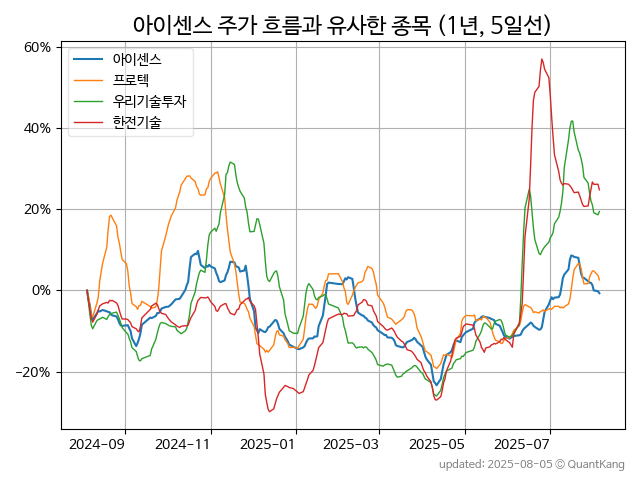 아이센스 주가 흐름과 유사한 종목 (1년, 5일선)
60%
40%
20%
0%
−20%
아이센스
프로텍
우리기술투자
한전기술
2024-09 2024-11 2025-01 2025-03 2025-05 2025-07
updated: 2025-08-05 © QuantKang